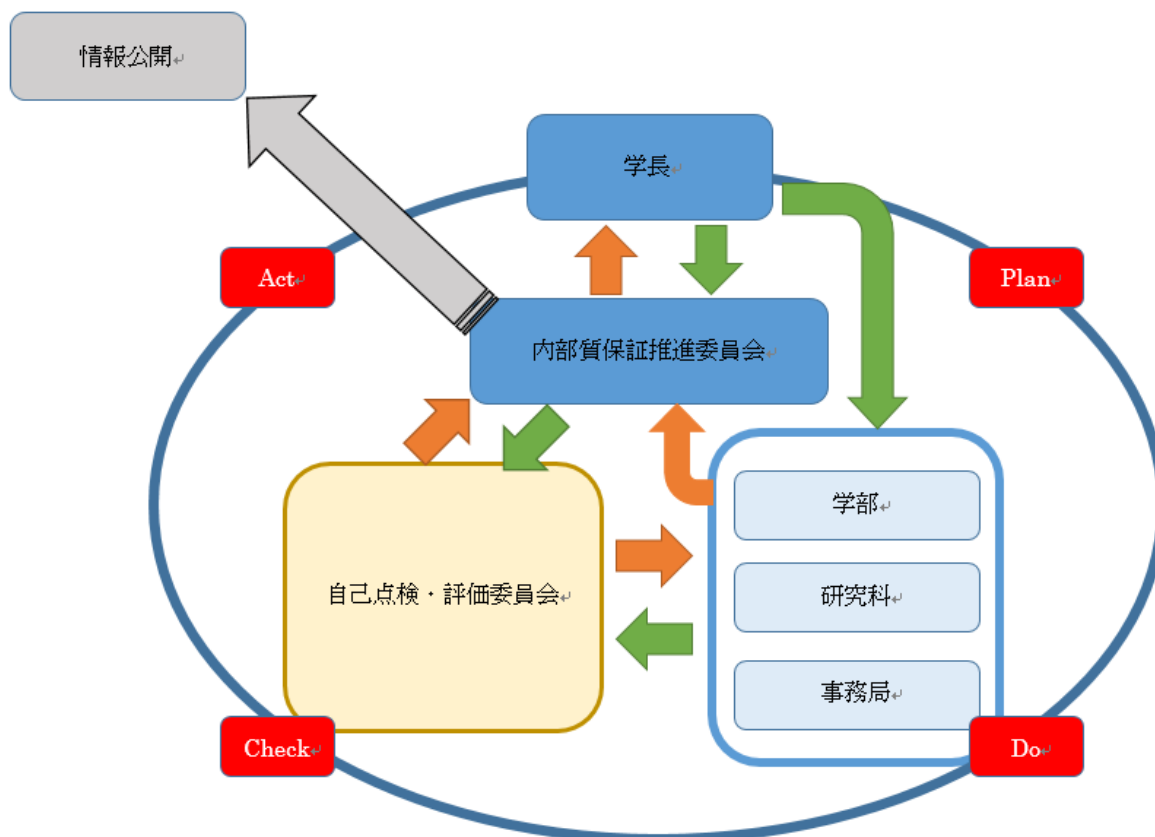 情報公開
学長
Act
Plan
内部質保証推進委員会
学部
自己点検・評価委員会
研究科
事務局
Check
Do